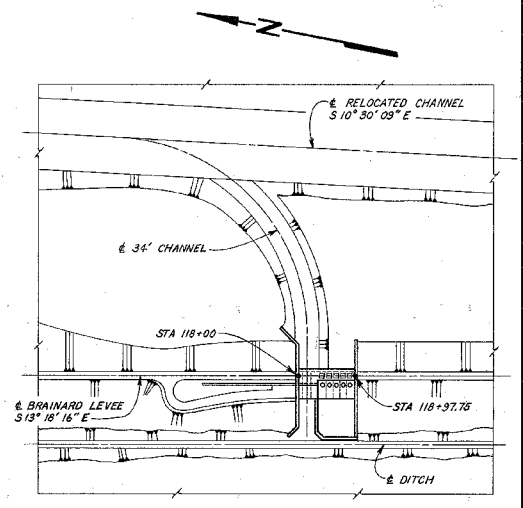 N
℄ RELOCATED CHANNEL
S 10° 30' 09" E
℄ 34' CHANNEL
STA 118+00
℄ BRAINARD LEVEE
S 13° 18' 16" E
STA 118+97.75
℄ DITCH